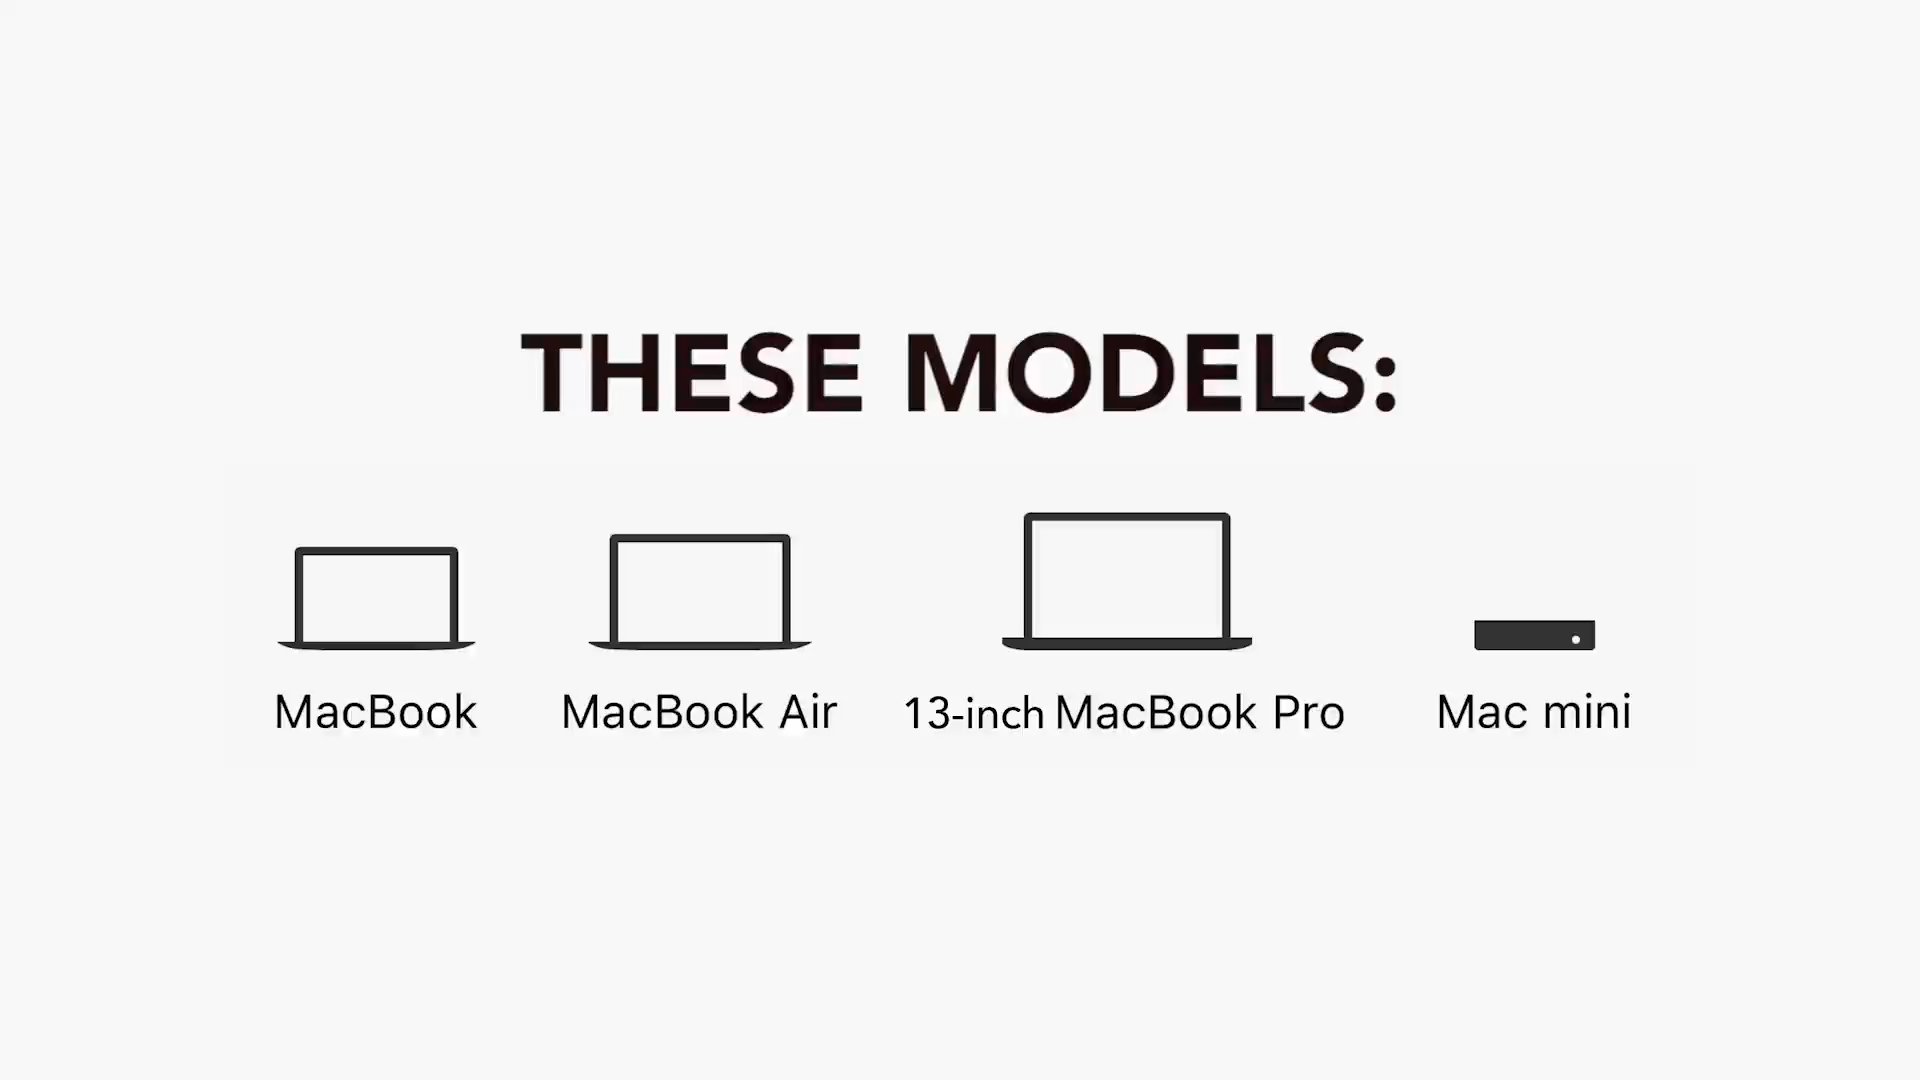 THESE MODELS:
MacBook
MacBook Air
13-inch MacBook Pro
Mac mini